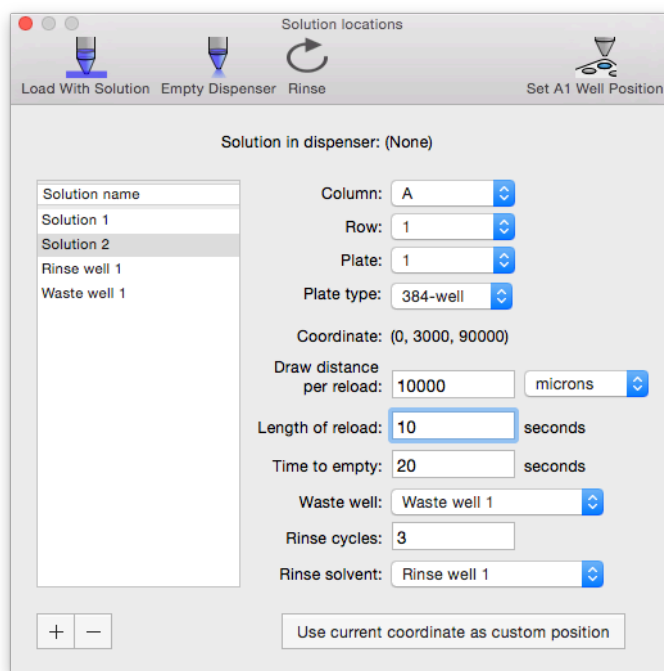 Solution locations
Load With Solution Empty Dispenser Rinse Set A1 Well Position
Solution in dispenser: (None)
Solution name
Solution 1
Solution 2
Rinse well 1
Waste well 1
Column: A
Row: 1
Plate: 1
Plate type: 384-well
Coordinate: (0, 3000, 90000)
Draw distance
per reload: 10000 microns
Length of reload: 10 seconds
Time to empty: 20 seconds
Waste well: Waste well 1
Rinse cycles: 3
Rinse solvent: Rinse well 1
+ − Use current coordinate as custom position